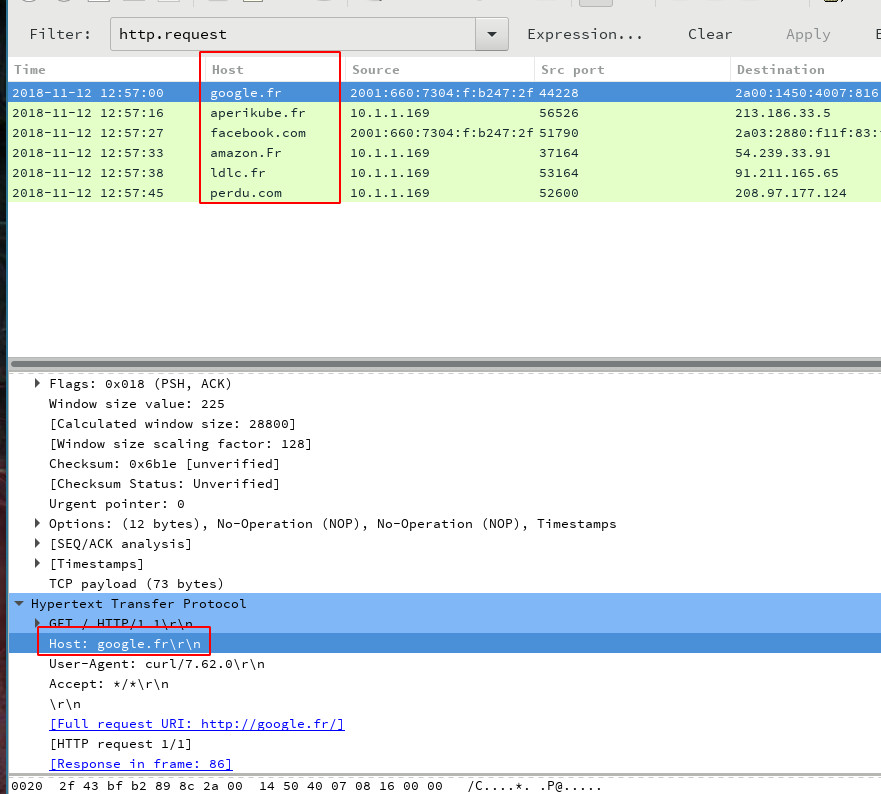 Filter: http.request Expression... Clear Apply
Time Host Source Src port Destination
2018-11-12 12:57:00 google.fr 2001:660:7304:f:b247:2f 44228 2a00:1450:4007:816
2018-11-12 12:57:16 aperikube.fr 10.1.1.169 56526 213.186.33.5
2018-11-12 12:57:27 facebook.com 2001:660:7304:f:b247:2f 51790 2a03:2880:f11f:83:
2018-11-12 12:57:33 amazon.Fr 10.1.1.169 37164 54.239.33.91
2018-11-12 12:57:38 ldlc.fr 10.1.1.169 53164 91.211.165.65
2018-11-12 12:57:45 perdu.com 10.1.1.169 52600 208.97.177.124
Flags: 0x018 (PSH, ACK)
Window size value: 225
[Calculated window size: 28800]
[Window size scaling factor: 128]
Checksum: 0x6b1e [unverified]
[Checksum Status: Unverified]
Urgent pointer: 0
Options: (12 bytes), No-Operation (NOP), No-Operation (NOP), Timestamps
[SEQ/ACK analysis]
[Timestamps]
TCP payload (73 bytes)
Hypertext Transfer Protocol
GET / HTTP/1.1\r\n
Host: google.fr\r\n
User-Agent: curl/7.62.0\r\n
Accept: */*\r\n
\r\n
[Full request URI: http://google.fr/]
[HTTP request 1/1]
[Response in frame: 86]
0020 2f 43 bf b2 89 8c 2a 00 14 50 40 07 08 16 00 00 /C....*. .P@.....